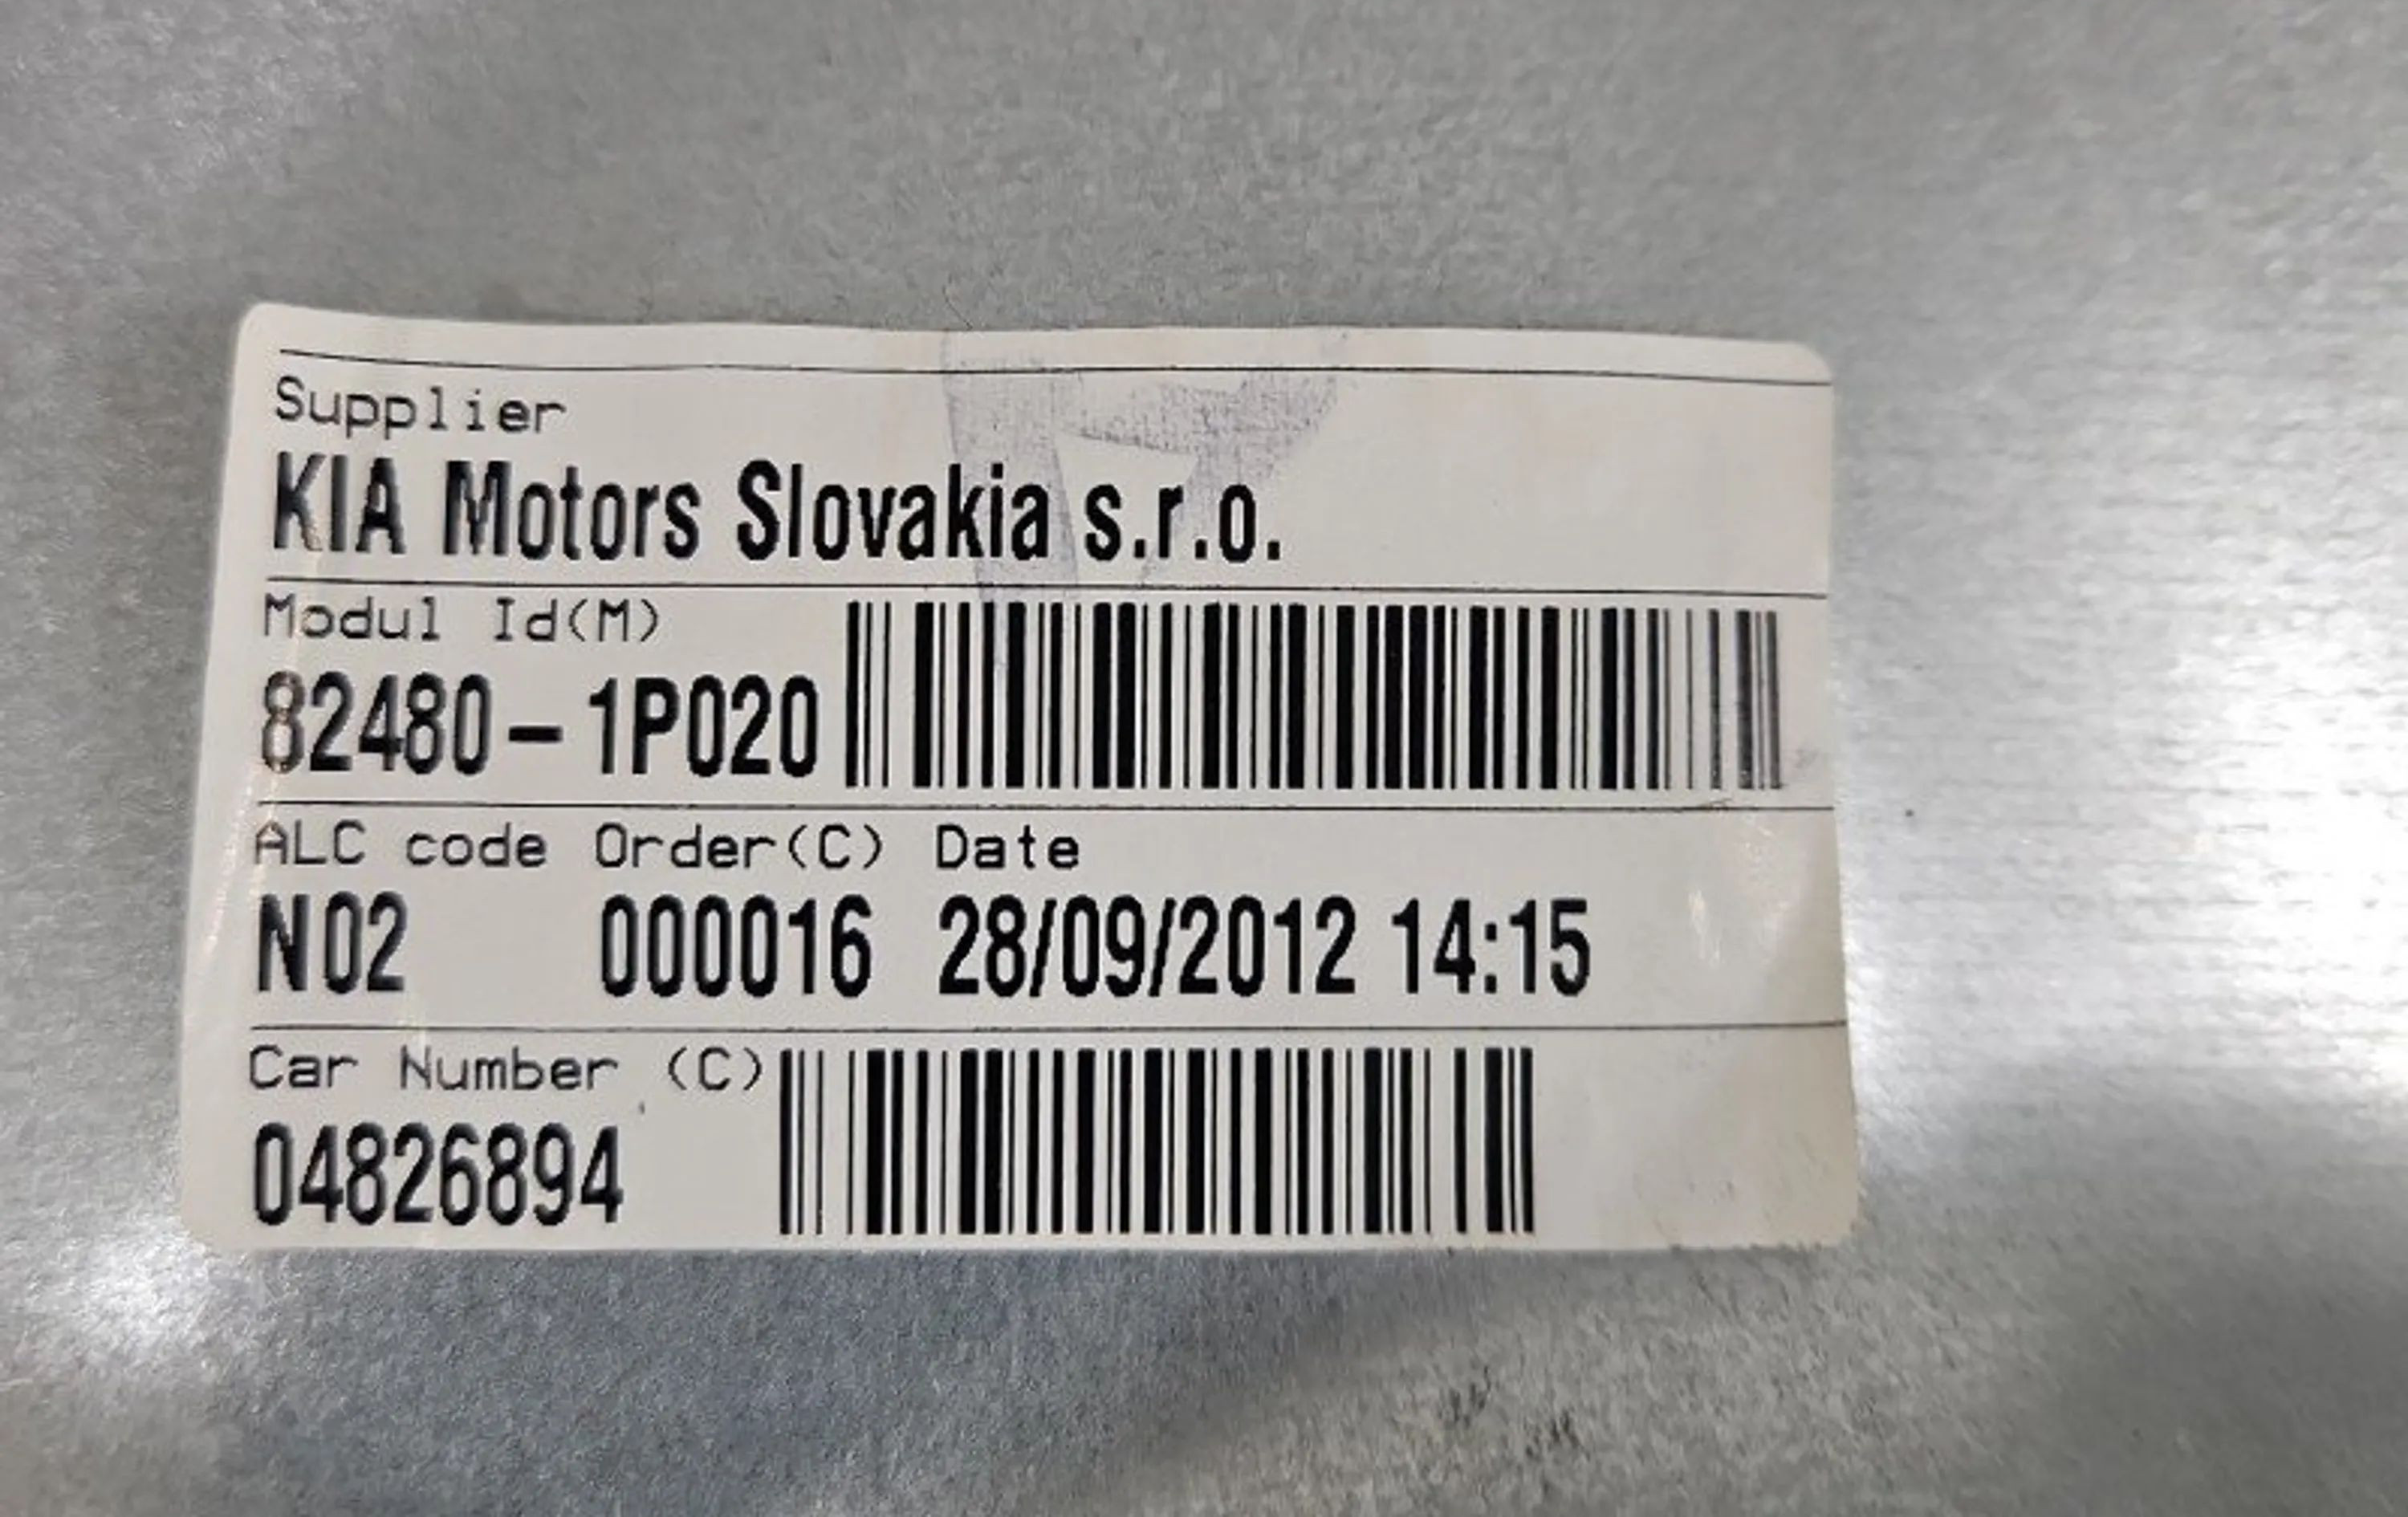 Supplier
KIA Motors Slovakia s.r.o.
Modul Id(M)
82480-1P020
ALC code Order(C) Date
N02 000016 28/09/2012 14:15
Car Number (C)
04826894